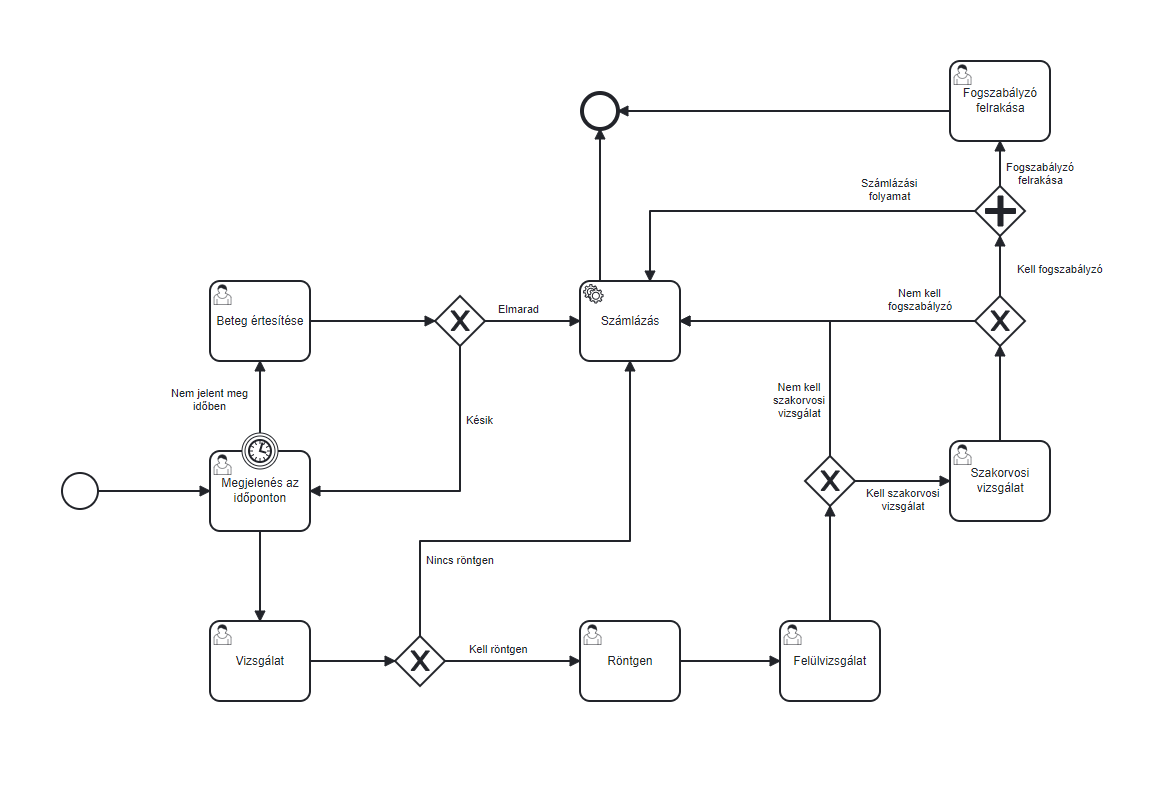 Fogszabályzó
felrakása
Fogszabályzó
felrakása
Számlázási
folyamat
Kell fogszabályzó
Nem kell
fogszabályzó
Beteg értesítése
Elmarad
Számlázás
Nem jelent meg
időben
Késik
Nem kell
szakorvosi
vizsgálat
Megjelenés az
időponton
Szakorvosi
vizsgálat
Kell szakorvosi
vizsgálat
Nincs röntgen
Vizsgálat
Kell röntgen
Röntgen
Felülvizsgálat